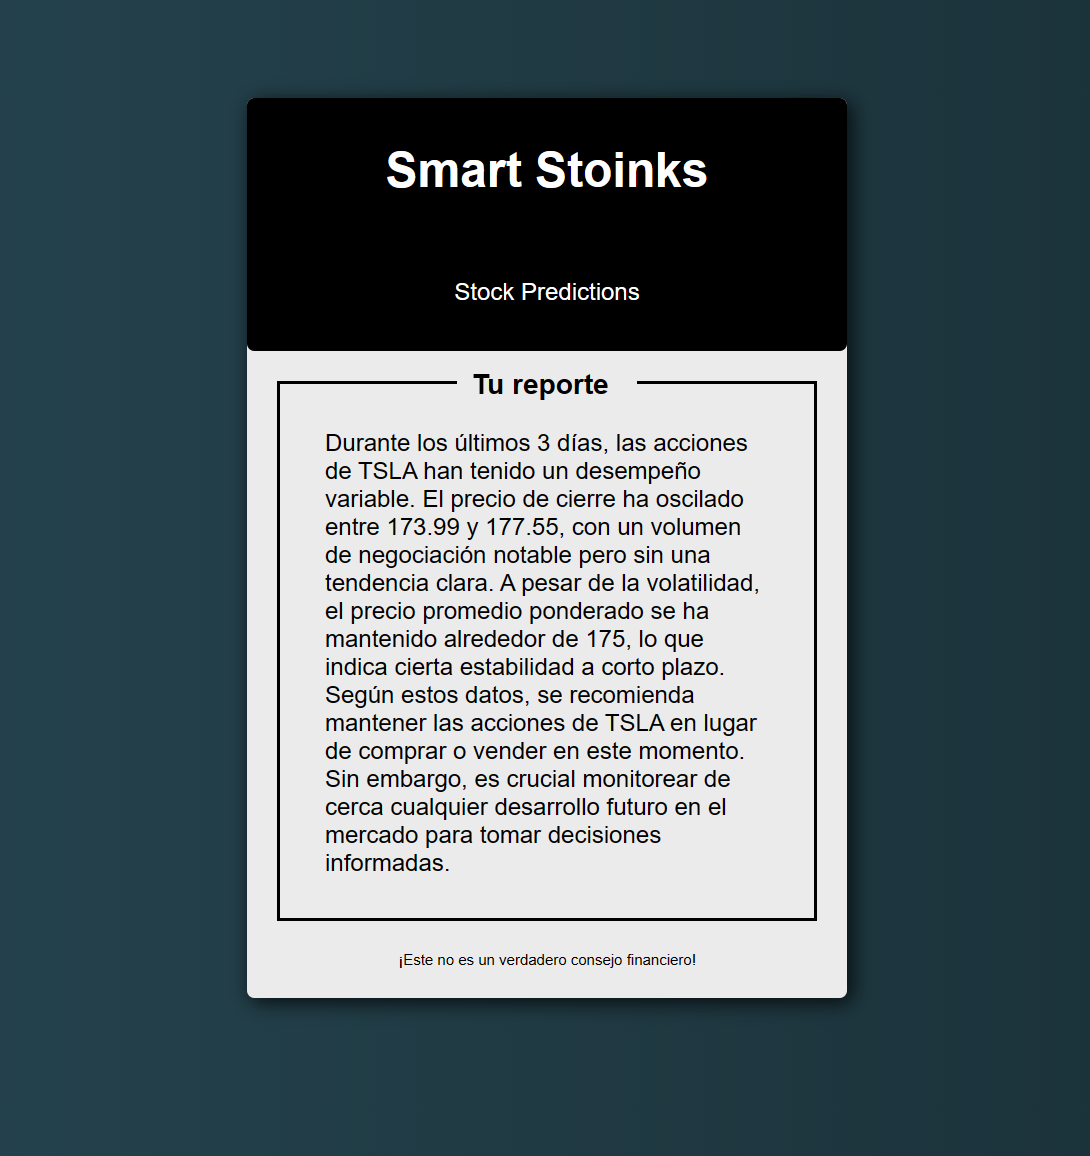 Smart Stoinks
Stock Predictions
Tu reporte
Durante los últimos 3 días, las acciones
de TSLA han tenido un desempeño
variable. El precio de cierre ha oscilado
entre 173.99 y 177.55, con un volumen
de negociación notable pero sin una
tendencia clara. A pesar de la volatilidad,
el precio promedio ponderado se ha
mantenido alrededor de 175, lo que
indica cierta estabilidad a corto plazo.
Según estos datos, se recomienda
mantener las acciones de TSLA en lugar
de comprar o vender en este momento.
Sin embargo, es crucial monitorear de
cerca cualquier desarrollo futuro en el
mercado para tomar decisiones
informadas.
¡Este no es un verdadero consejo financiero!